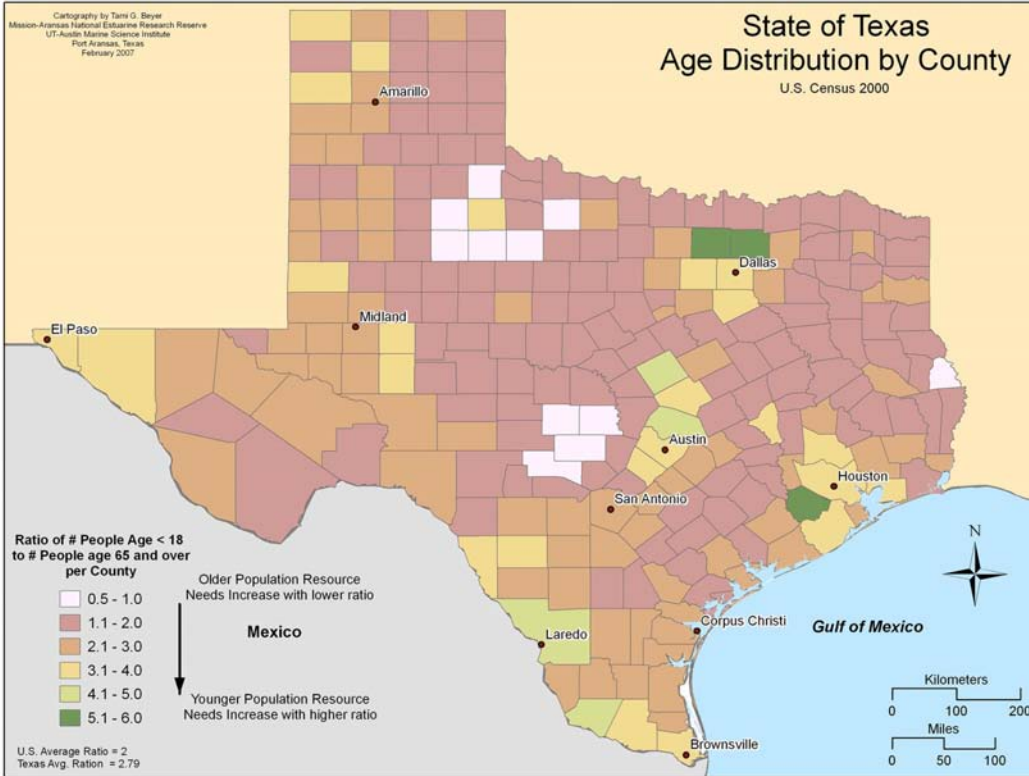 Cartography by Tami G. Beyer
Mission-Aransas National Estuarine Research Reserve
UT-Austin Marine Science Institute
Port Aransas, Texas
February 2007
State of Texas
Age Distribution by County
U.S. Census 2000
Amarillo
Dallas
Midland
El Paso
Austin
Houston
San Antonio
Ratio of # People Age < 18
to # People age 65 and over
per County
0.5 - 1.0
1.1 - 2.0
2.1 - 3.0
3.1 - 4.0
4.1 - 5.0
5.1 - 6.0
Older Population Resource
Needs Increase with lower ratio
Mexico
Younger Population Resource
Needs Increase with higher ratio
U.S. Average Ratio = 2
Texas Avg. Ration = 2.79
Laredo
Corpus Christi
Brownsville
Gulf of Mexico
N
Kilometers
0 100 200
Miles
0 50 100